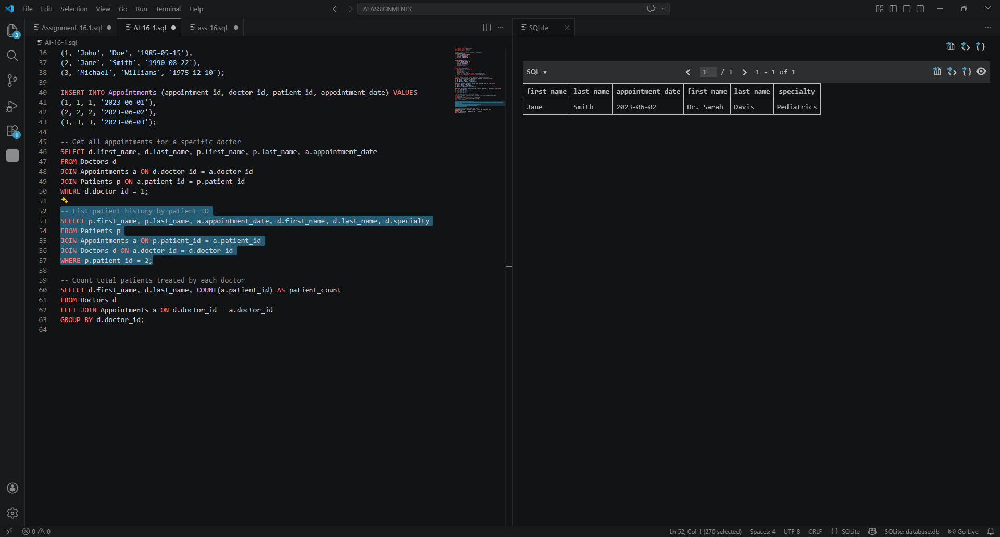 File Edit Selection View Go Run Terminal Help
AI ASSIGNMENTS
3
1
Assignment-16.1.sql
AI-16-1.sql
ass-16.sql
AI-16-1.sql
36 (1, 'John', 'Doe', '1985-05-15'),
37 (2, 'Jane', 'Smith', '1990-08-22'),
38 (3, 'Michael', 'Williams', '1975-12-10');
39
40 INSERT INTO Appointments (appointment_id, doctor_id, patient_id, appointment_date) VALUES
41 (1, 1, 1, '2023-06-01'),
42 (2, 2, 2, '2023-06-02'),
43 (3, 3, 3, '2023-06-03');
44
45 -- Get all appointments for a specific doctor
46 SELECT d.first_name, d.last_name, p.first_name, p.last_name, a.appointment_date
47 FROM Doctors d
48 JOIN Appointments a ON d.doctor_id = a.doctor_id
49 JOIN Patients p ON a.patient_id = p.patient_id
50 WHERE d.doctor_id = 1;
51
52 -- List patient history by patient ID
53 SELECT p.first_name, p.last_name, a.appointment_date, d.first_name, d.last_name, d.specialty
54 FROM Patients p
55 JOIN Appointments a ON p.patient_id = a.patient_id
56 JOIN Doctors d ON a.doctor_id = d.doctor_id
57 WHERE p.patient_id = 2;
58
59 -- Count total patients treated by each doctor
60 SELECT d.first_name, d.last_name, COUNT(a.patient_id) AS patient_count
61 FROM Doctors d
62 LEFT JOIN Appointments a ON d.doctor_id = a.doctor_id
63 GROUP BY d.doctor_id;
64
SQLite
SQL ▼ 1 / 1 1 - 1 of 1
first_name last_name appointment_date first_name last_name specialty
Jane Smith 2023-06-02 Dr. Sarah Davis Pediatrics
0 0
Ln 52, Col 1 (270 selected) Spaces: 4 UTF-8 CRLF { } SQLite SQLite: database.db Go Live